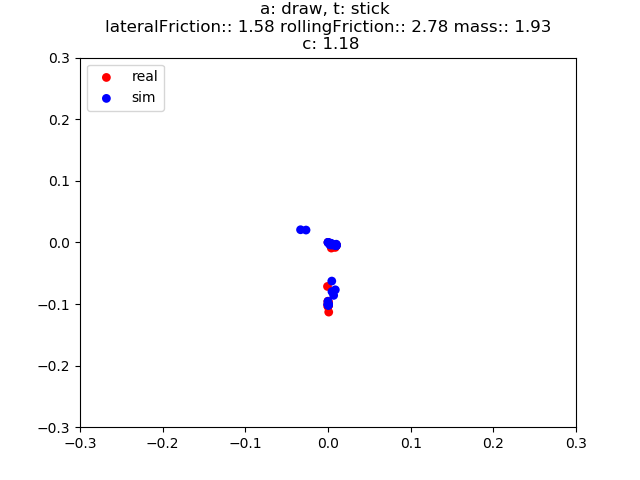 a: draw, t: stick
lateralFriction:: 1.58 rollingFriction:: 2.78 mass:: 1.93
c: 1.18
real
sim
0.3
0.2
0.1
0.0
−0.1
−0.2
−0.3
−0.3
−0.2
−0.1
0.0
0.1
0.2
0.3